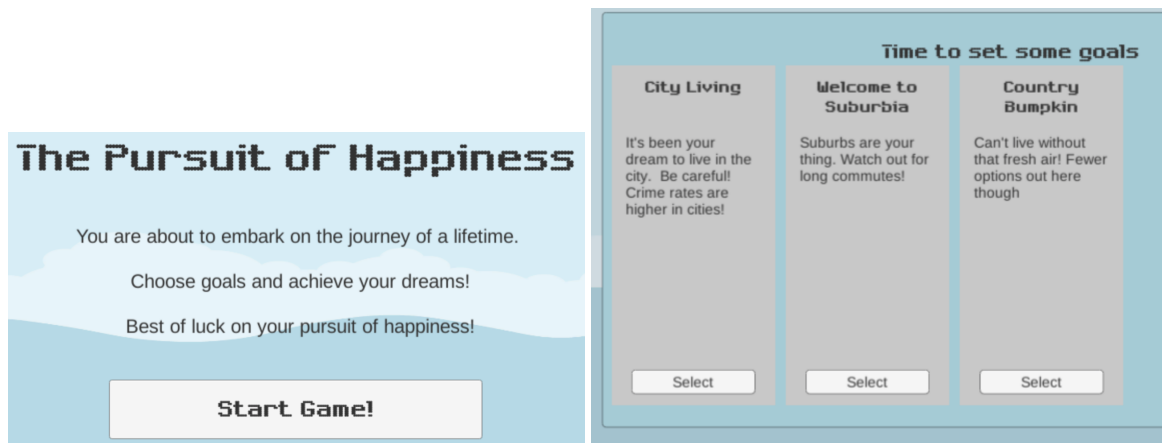 The Pursuit of Happiness
You are about to embark on the journey of a lifetime.
Choose goals and achieve your dreams!
Best of luck on your pursuit of happiness!
Start Game!
Time to set some goals
City Living
It's been your
dream to live in the
city.  Be careful!
Crime rates are
higher in cities!
Select
Welcome to
Suburbia
Suburbs are your
thing. Watch out for
long commutes!
Select
Country
Bumpkin
Can't live without
that fresh air! Fewer
options out here
though
Select